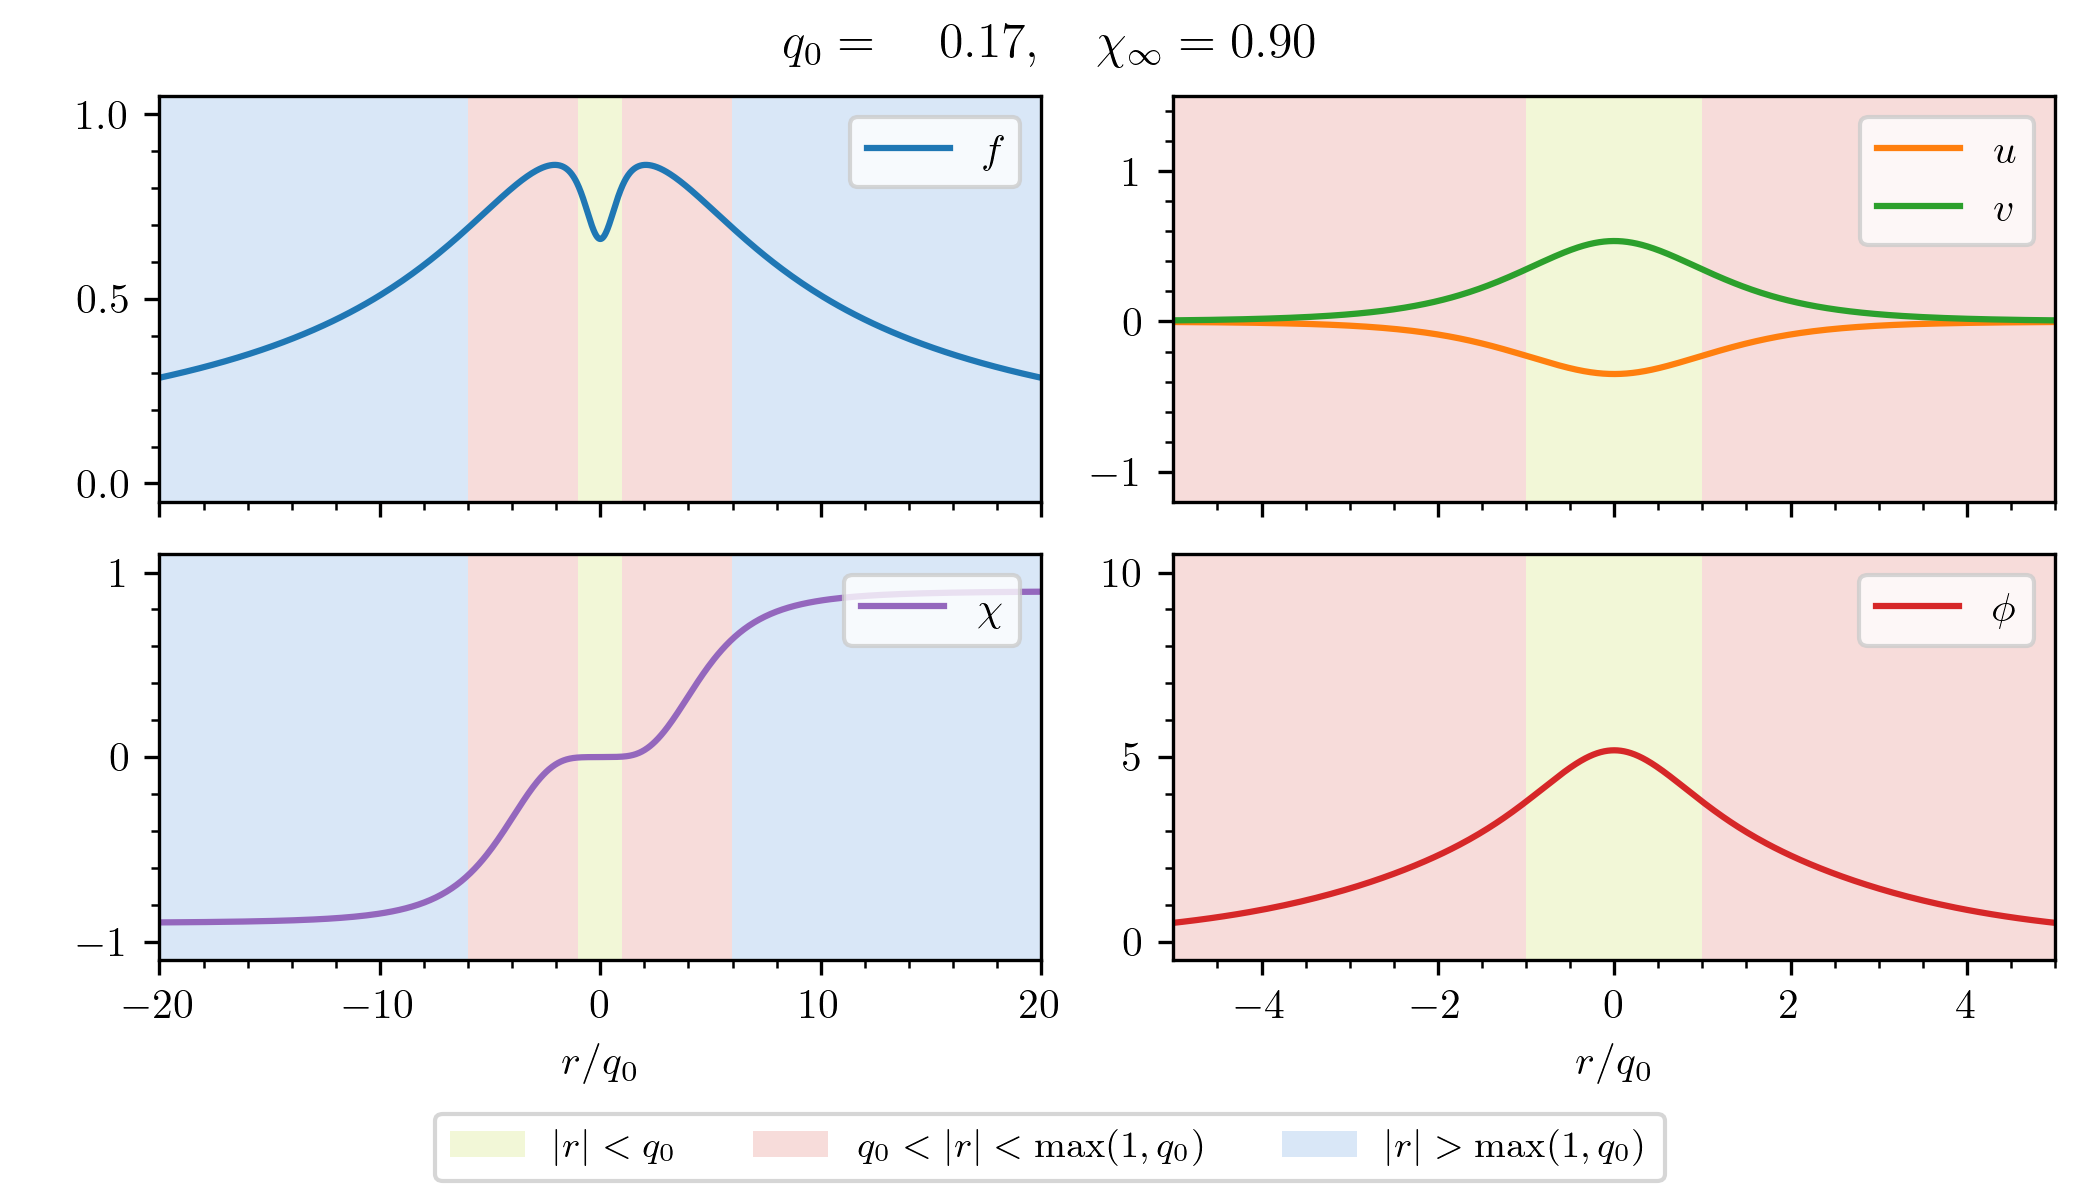 q₀ = 0.17, χ∞ = 0.90
1.0
0.5
0.0
f
1
0
−1
u
v
1
0
−1
χ
10
5
0
ϕ
−20 −10 0 10 20
−4 −2 0 2 4
r/q₀
r/q₀
|r| < q₀ q₀ < |r| < max(1, q₀) |r| > max(1, q₀)